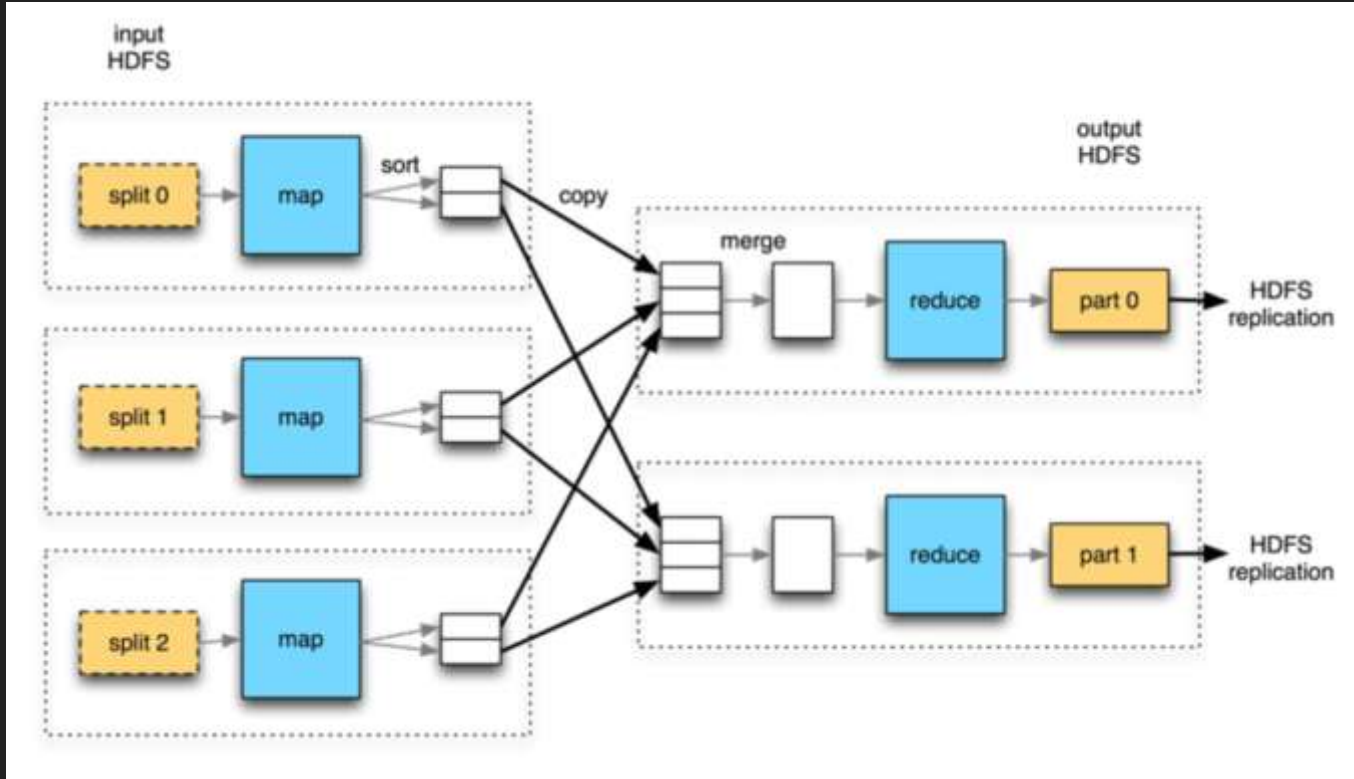 input
HDFS
split 0
map
sort
copy
split 1
map
split 2
map
output
HDFS
merge
reduce
part 0
HDFS
replication
reduce
part 1
HDFS
replication